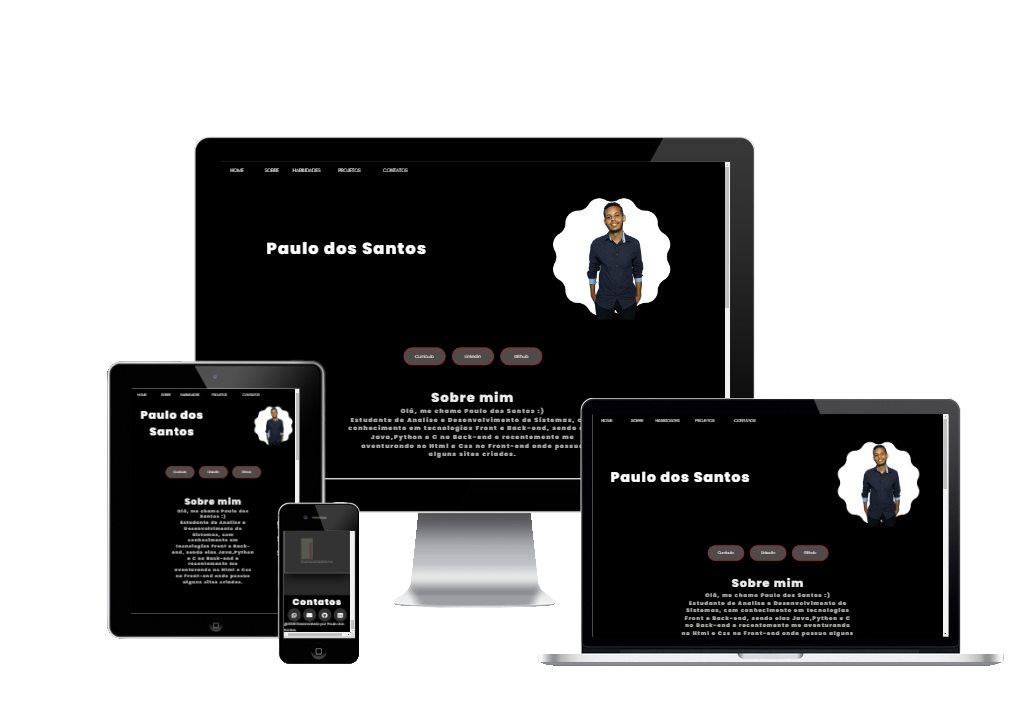 HOME SOBRE HABILIDADES PROJETOS CONTATOS
Paulo dos Santos
Currículo Linkedin Github
Sobre mim
Olá, me chamo Paulo dos Santos :)
Estudante de Analise e Desenvolvimento de Sistemas, c
conhecimento em tecnologias Front e Back-end, sendo
Java,Python e C no Back-end e recentemente me
aventurando no Html e Css no Front-end onde possuo
alguns sites criados.
HOME SOBRE HABILIDADES PROJETOS CONTATOS
Paulo dos
Santos
Currículo Linkedin Github
Sobre mim
Olá, me chamo Paulo dos
Santos :)
Estudante de Analise e
Desenvolvimento de
Sistemas, com
conhecimento em
tecnologias Front e Back-
end, sendo elas Java,Python
e C no Back-end e
recentemente me
aventurando no Html e Css
no Front-end onde possuo
alguns sites criados.
Contatos
HOME SOBRE HABILIDADES PROJETOS CONTATOS
Paulo dos Santos
Currículo Linkedin Github
Sobre mim
Olá, me chamo Paulo dos Santos :)
Estudante de Analise e Desenvolvimento de
Sistemas, com conhecimento em tecnologias
Front e Back-end, sendo elas Java,Python e C
no Back-end e recentemente me aventurando
no Html e Css no Front-end onde possuo alguns